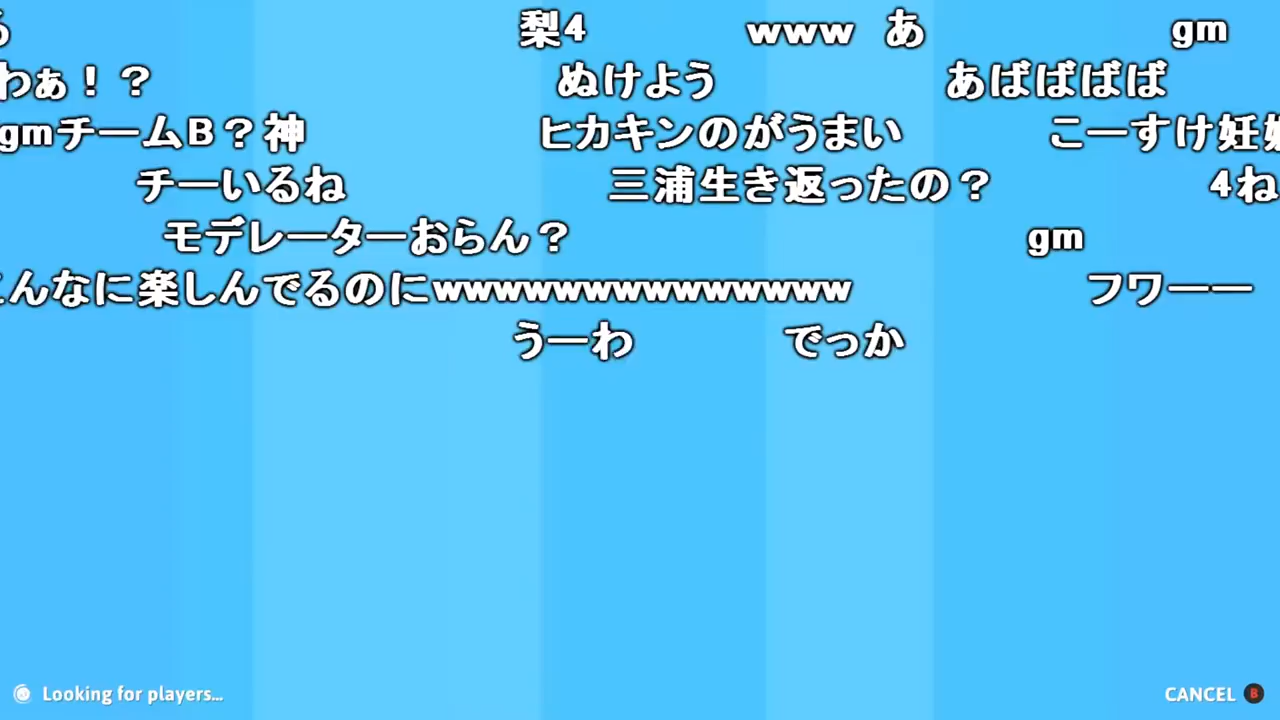 る 梨4 www あ gm
わぁ！？ ぬけよう あばばばば
gmチームB？神 ヒカキンのがうまい こーすけ妊
チーいるね 三浦生き返ったの？ 4ね
モデレーターおらん？ gm
こんなに楽しんでるのにwwwwwwwwwwwwww フワーー
うーわ でっか
Looking for players… CANCEL B